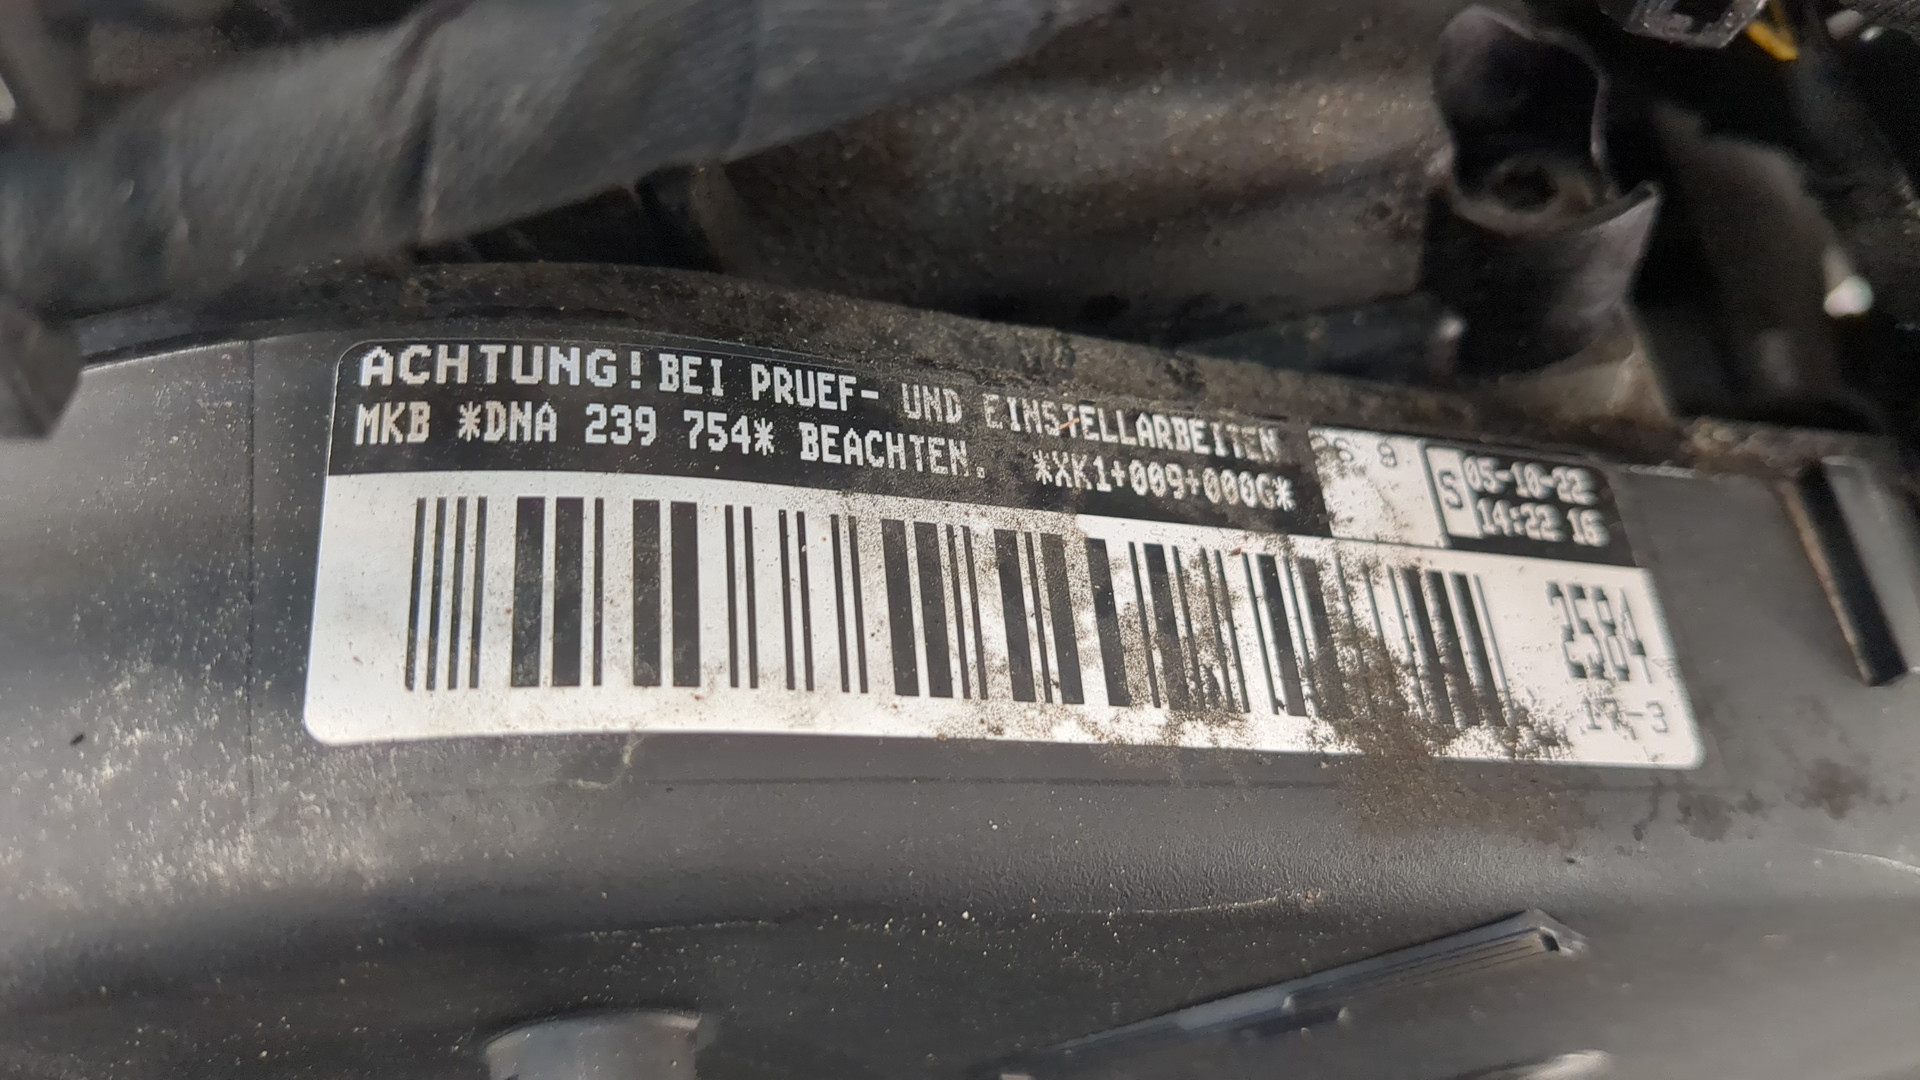 ACHTUNG! BEI PRUEF- UND EINSTELLARBEITEN
MKB *DNA 239 754* BEACHTEN. *XK1+009+000G*
S
05-10-22
14:22 16
2584